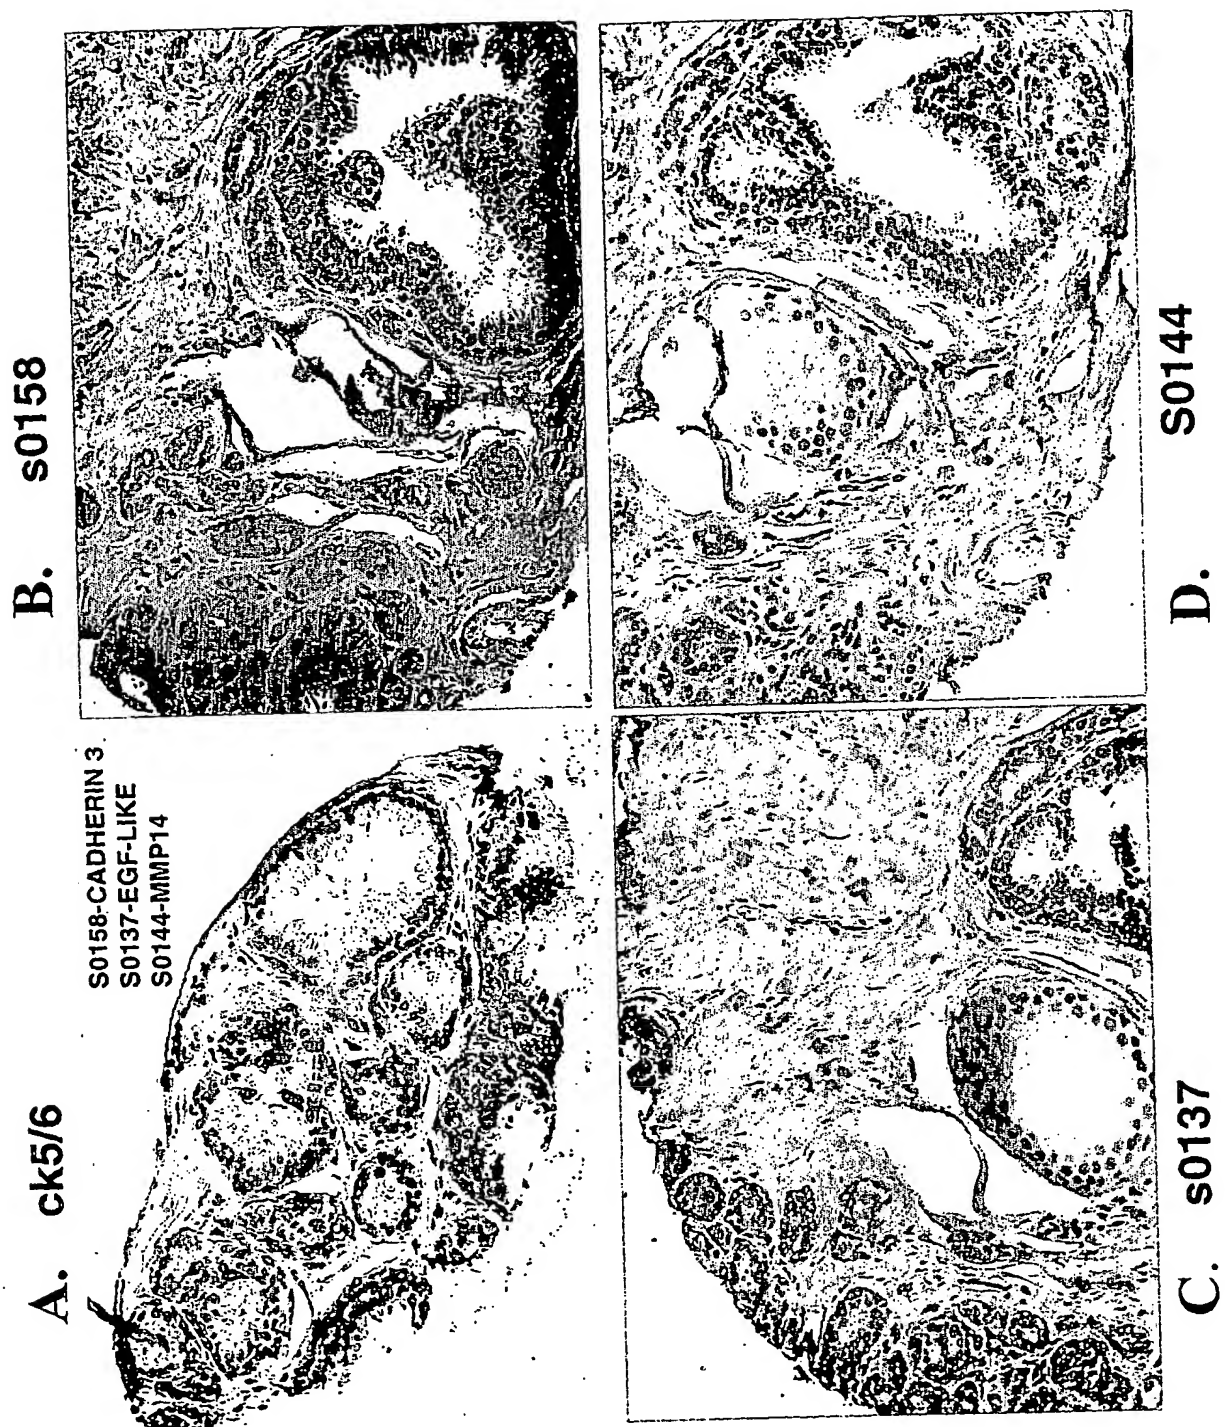 A. ck5/6
S0158-CADHERIN 3
S0137-EGF-LIKE
S0144-MMP14
B. s0158
C. s0137
D. S0144